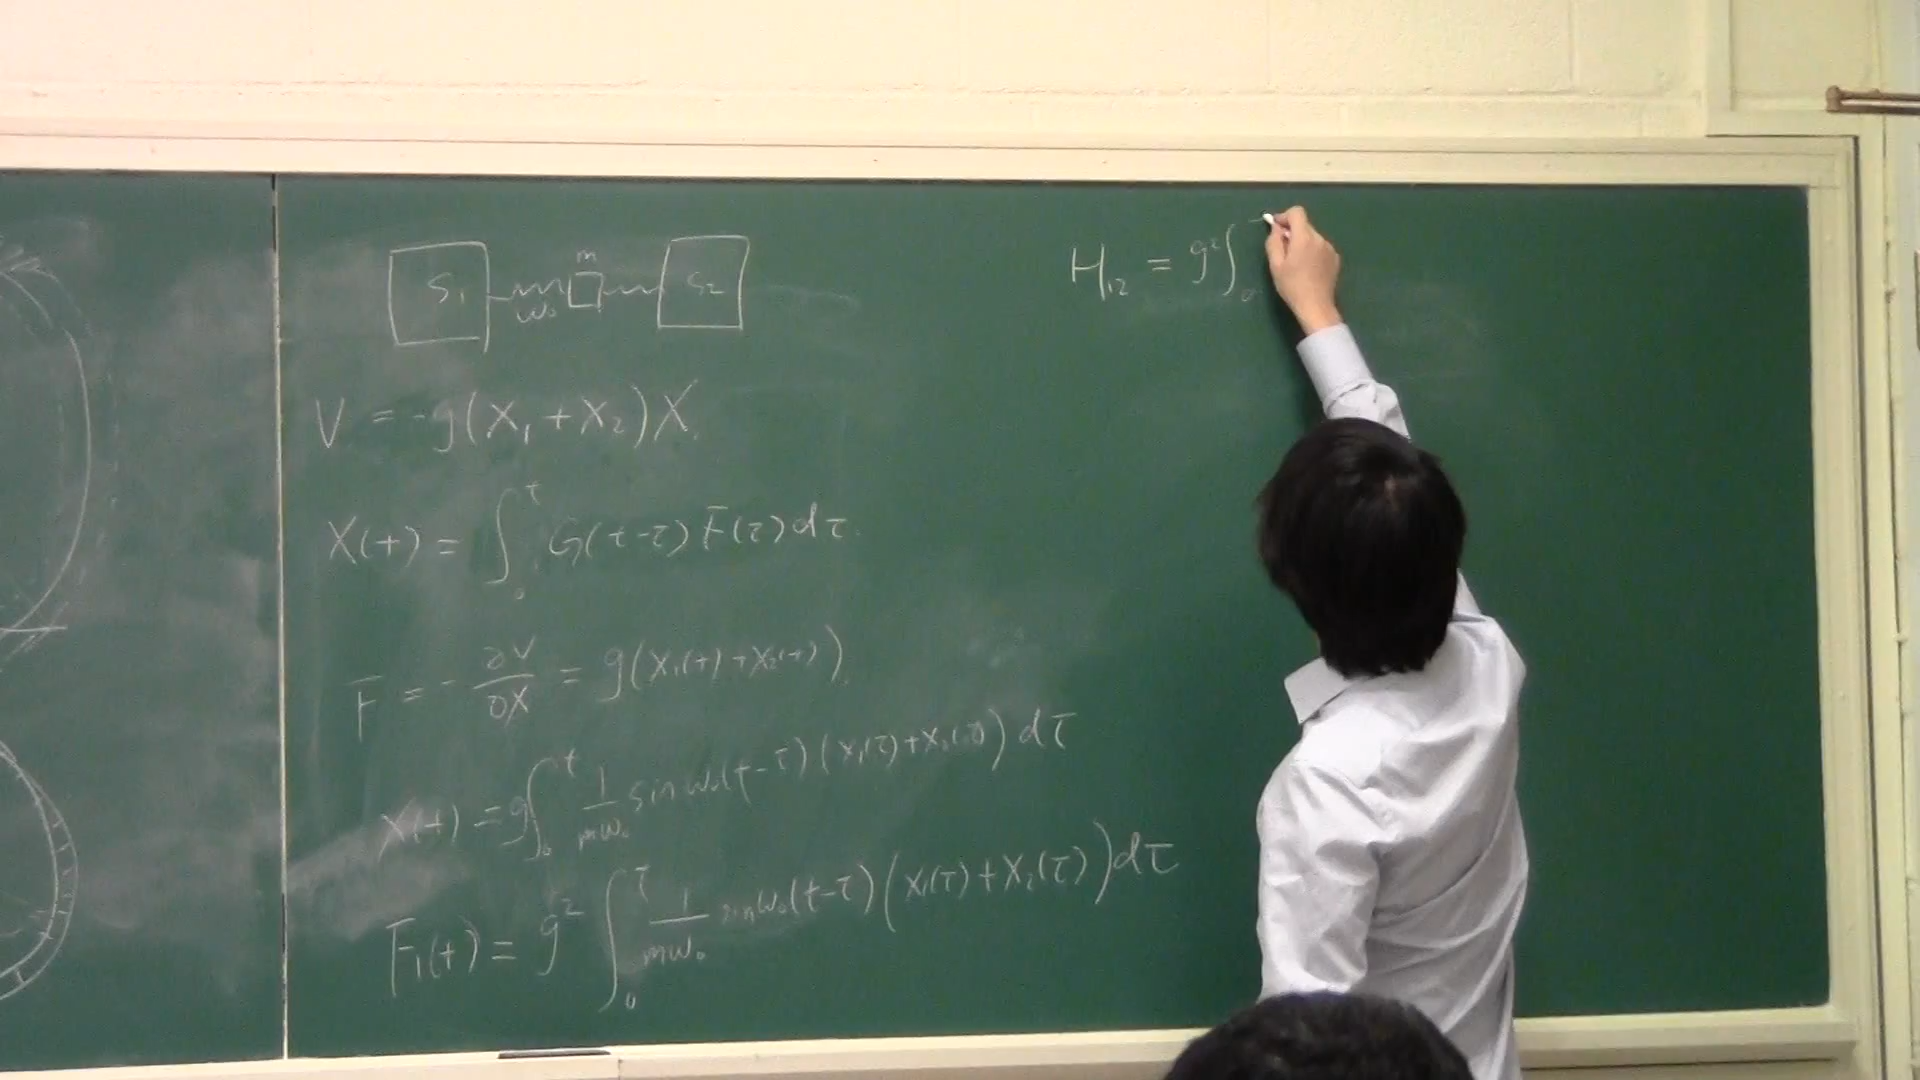 S₁ m S₂
ω₀
V = -g(X₁ + X₂)X
X(t) = ∫₀ᵗ G(t-τ) F(τ) dτ.
F = - ∂V/∂X = g(X₁(t) + X₂(t)).
X(t) = g∫₀ᵗ 1/mω₀ sin ω₀(t-τ) (X₁(τ) + X₂(τ)) dτ
F₁(t) = g² ∫₀ᵗ 1/mω₀ sin ω₀(t-τ) (X₁(τ) + X₂(τ)) dτ
H₁₂ = g² ∫₀